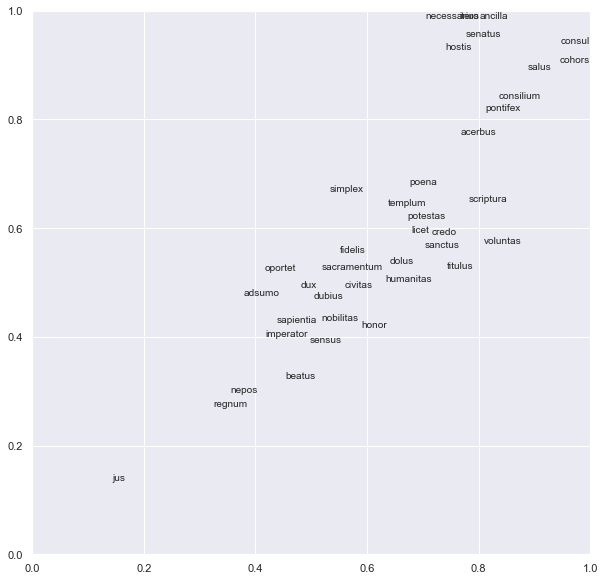 1.0
necessarius ancilla
senatus
consul
hostis
cohors
salus
consilium
pontifex
0.8
acerbus
poena
simplex
scriptura
templum
potestas
0.6
licet
credo
voluntas
sanctus
fidelis
dolus
titulus
oportet
sacramentum
humanitas
dux
civitas
adsumo
dubius
nobilitas
sapientia
honor
0.4
imperator
sensus
beatus
nepos
regnum
0.2
jus
0.0
0.0 0.2 0.4 0.6 0.8 1.0